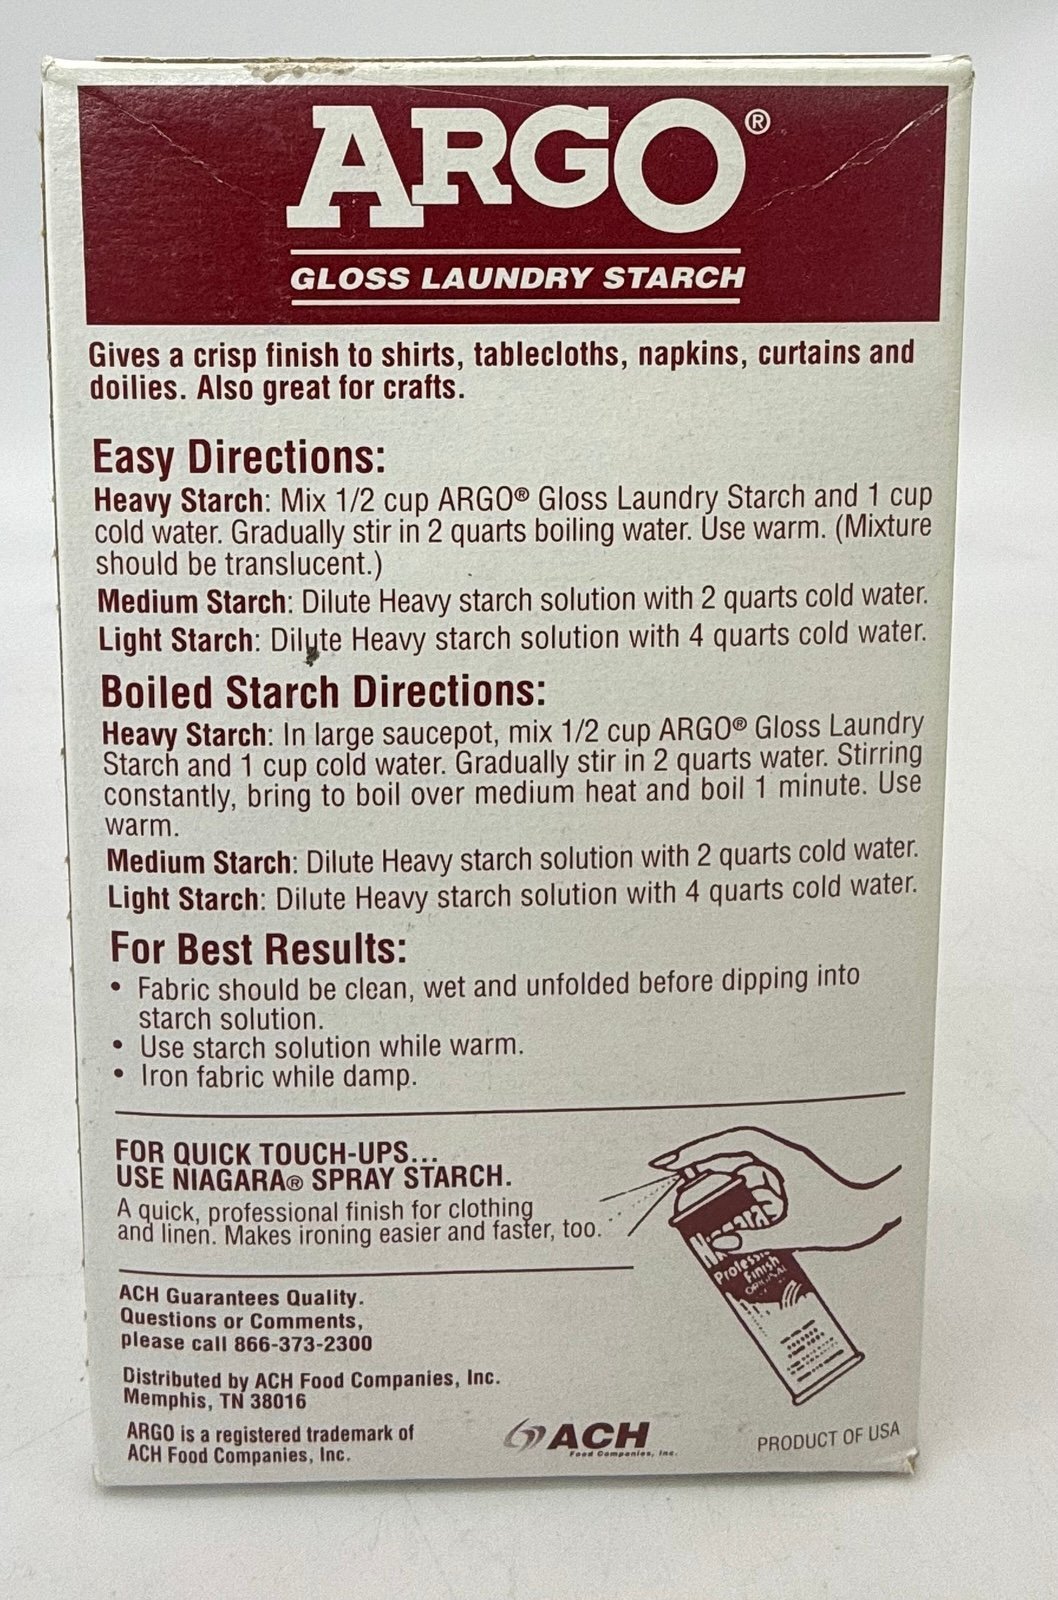 ARGO®
GLOSS LAUNDRY STARCH
Gives a crisp finish to shirts, tablecloths, napkins, curtains and
doilies. Also great for crafts.
Easy Directions:
Heavy Starch: Mix 1/2 cup ARGO® Gloss Laundry Starch and 1 cup
cold water. Gradually stir in 2 quarts boiling water. Use warm. (Mixture
should be translucent.)
Medium Starch: Dilute Heavy starch solution with 2 quarts cold water.
Light Starch: Dilute Heavy starch solution with 4 quarts cold water.
Boiled Starch Directions:
Heavy Starch: In large saucepot, mix 1/2 cup ARGO® Gloss Laundry
Starch and 1 cup cold water. Gradually stir in 2 quarts water. Stirring
constantly, bring to boil over medium heat and boil 1 minute. Use
warm.
Medium Starch: Dilute Heavy starch solution with 2 quarts cold water.
Light Starch: Dilute Heavy starch solution with 4 quarts cold water.
For Best Results:
• Fabric should be clean, wet and unfolded before dipping into
starch solution.
• Use starch solution while warm.
• Iron fabric while damp.
FOR QUICK TOUCH-UPS...
USE NIAGARA® SPRAY STARCH.
A quick, professional finish for clothing
and linen. Makes ironing easier and faster, too.
Finish
ORIGINAL
ACH Guarantees Quality.
Questions or Comments,
please call 866-373-2300
Distributed by ACH Food Companies, Inc.
Memphis, TN 38016
ARGO is a registered trademark of
ACH Food Companies, Inc.
ACH
Food Companies, Inc.
PRODUCT OF USA